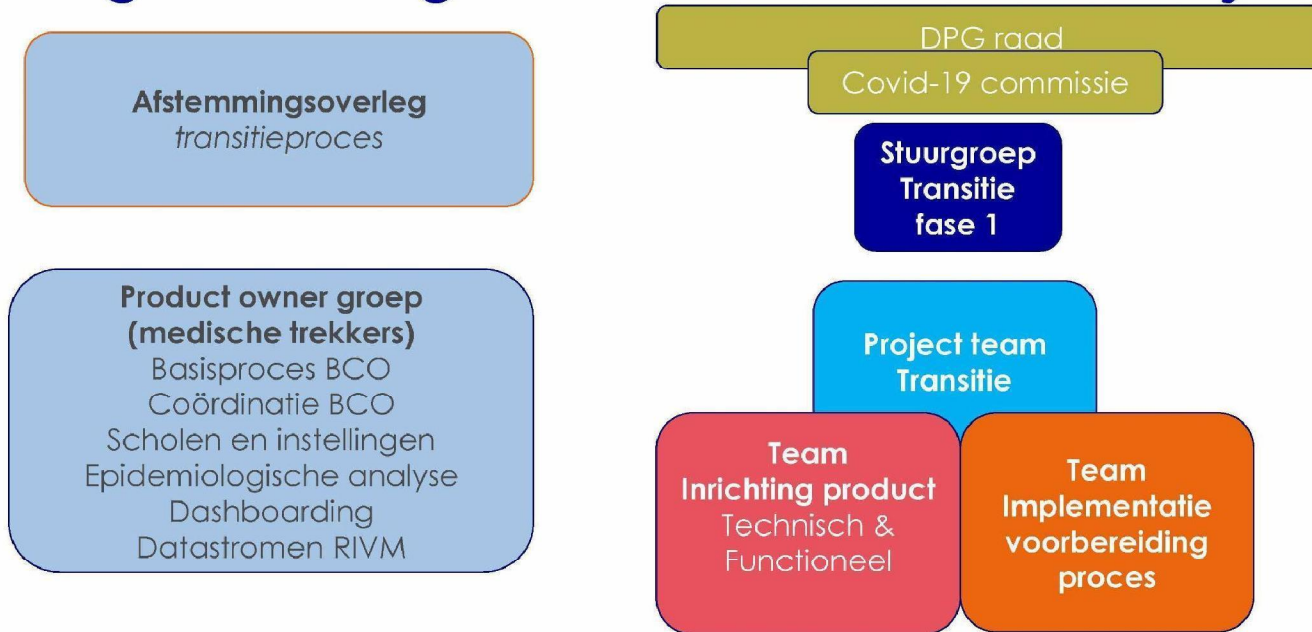 Afstemmingsoverleg
transitieproces
Product owner groep
(medische trekkers)
Basisproces BCO
Coördinatie BCO
Scholen en instellingen
Epidemiologische analyse
Dashboarding
Datastromen RIVM
DPG raad
Covid-19 commissie
Stuurgroep
Transitie
fase 1
Project team
Transitie
Team
Inrichting product
Technisch &
Functioneel
Team
Implementatie
voorbereiding
proces